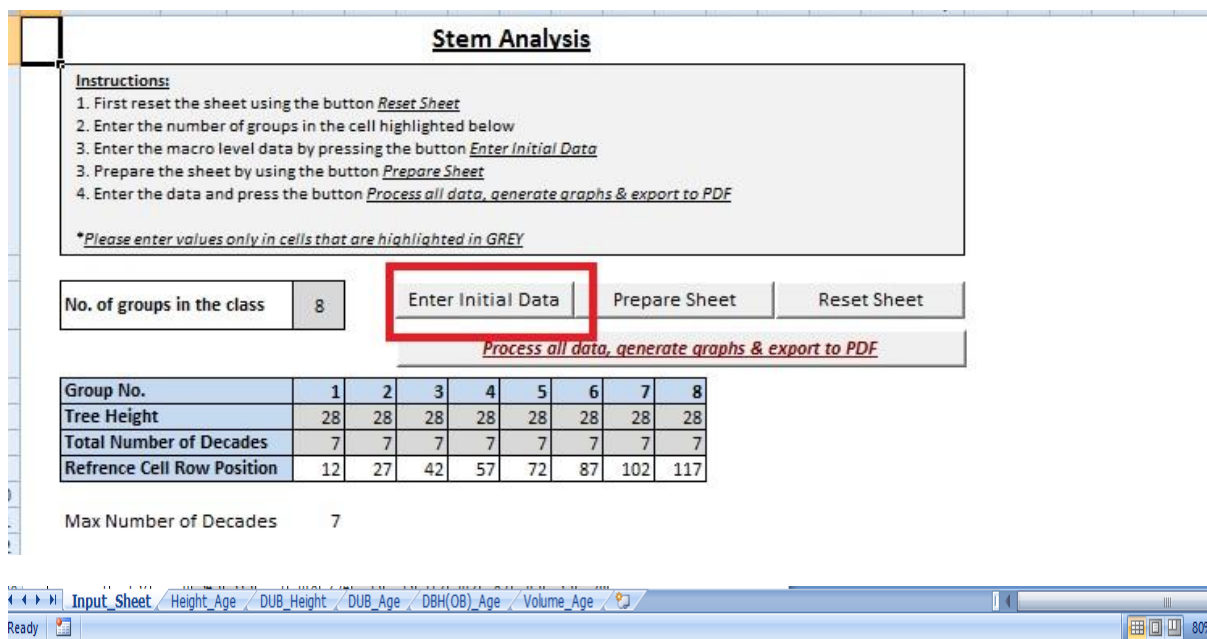 Stem Analysis
Instructions:
1. First reset the sheet using the button Reset Sheet
2. Enter the number of groups in the cell highlighted below
3. Enter the macro level data by pressing the button Enter Initial Data
3. Prepare the sheet by using the button Prepare Sheet
4. Enter the data and press the button Process all data, generate graphs & export to PDF
*Please enter values only in cells that are highlighted in GREY
No. of groups in the class 8 Enter Initial Data Prepare Sheet Reset Sheet
Process all data, generate graphs & export to PDF
Group No. 1 2 3 4 5 6 7 8
Tree Height 28 28 28 28 28 28 28 28
Total Number of Decades 7 7 7 7 7 7 7 7
Refrence Cell Row Position 12 27 42 57 72 87 102 117
Max Number of Decades 7
Input_Sheet Height_Age DUB_Height DUB_Age DBH(OB)_Age Volume_Age
Ready